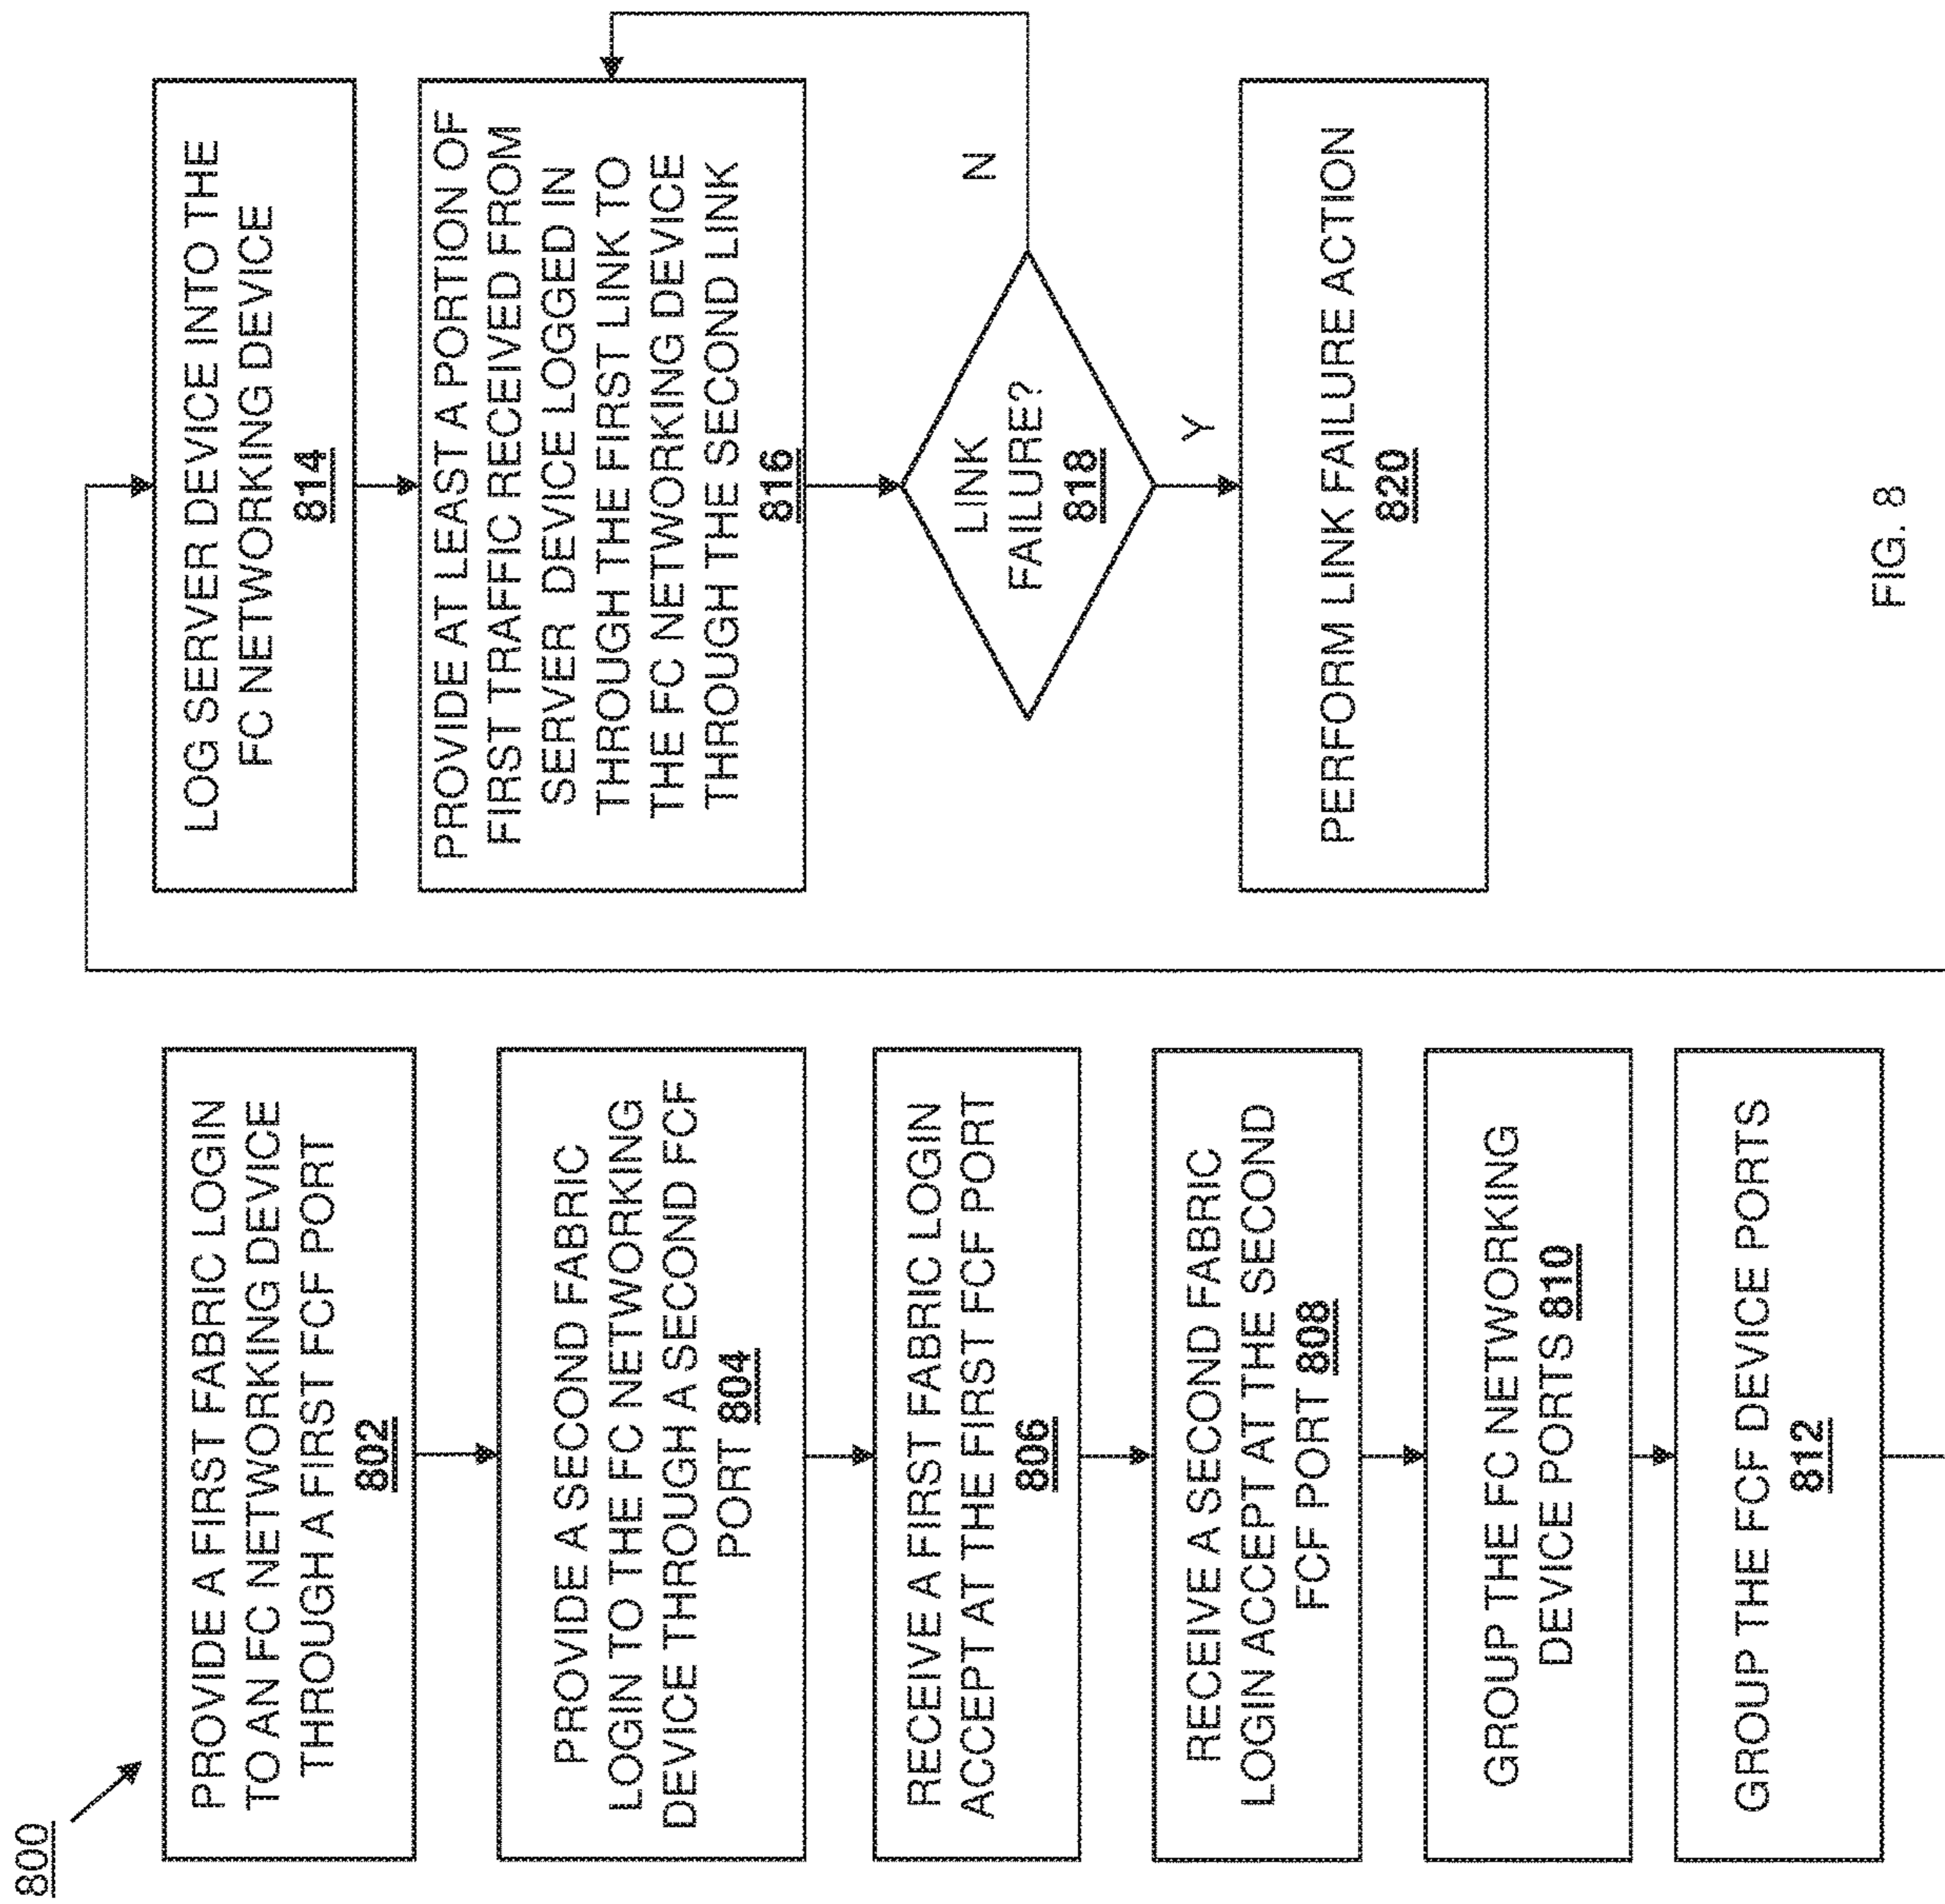 800
PROVIDE A FIRST FABRIC LOGIN
TO AN FC NETWORKING DEVICE
THROUGH A FIRST FCF PORT
802
PROVIDE A SECOND FABRIC
LOGIN TO THE FC NETWORKING
DEVICE THROUGH A SECOND FCF
PORT 804
RECEIVE A FIRST FABRIC LOGIN
ACCEPT AT THE FIRST FCF PORT
806
RECEIVE A SECOND FABRIC
LOGIN ACCEPT AT THE SECOND
FCF PORT 808
GROUP THE FC NETWORKING
DEVICE PORTS 810
GROUP THE FCF DEVICE PORTS
812
LOG SERVER DEVICE INTO THE
FC NETWORKING DEVICE
814
PROVIDE AT LEAST A PORTION OF
FIRST TRAFFIC RECEIVED FROM
SERVER DEVICE LOGGED IN
THROUGH THE FIRST LINK TO
THE FC NETWORKING DEVICE
THROUGH THE SECOND LINK
816
LINK
FAILURE?
818
N
Y
PERFORM LINK FAILURE ACTION
820
FIG. 8